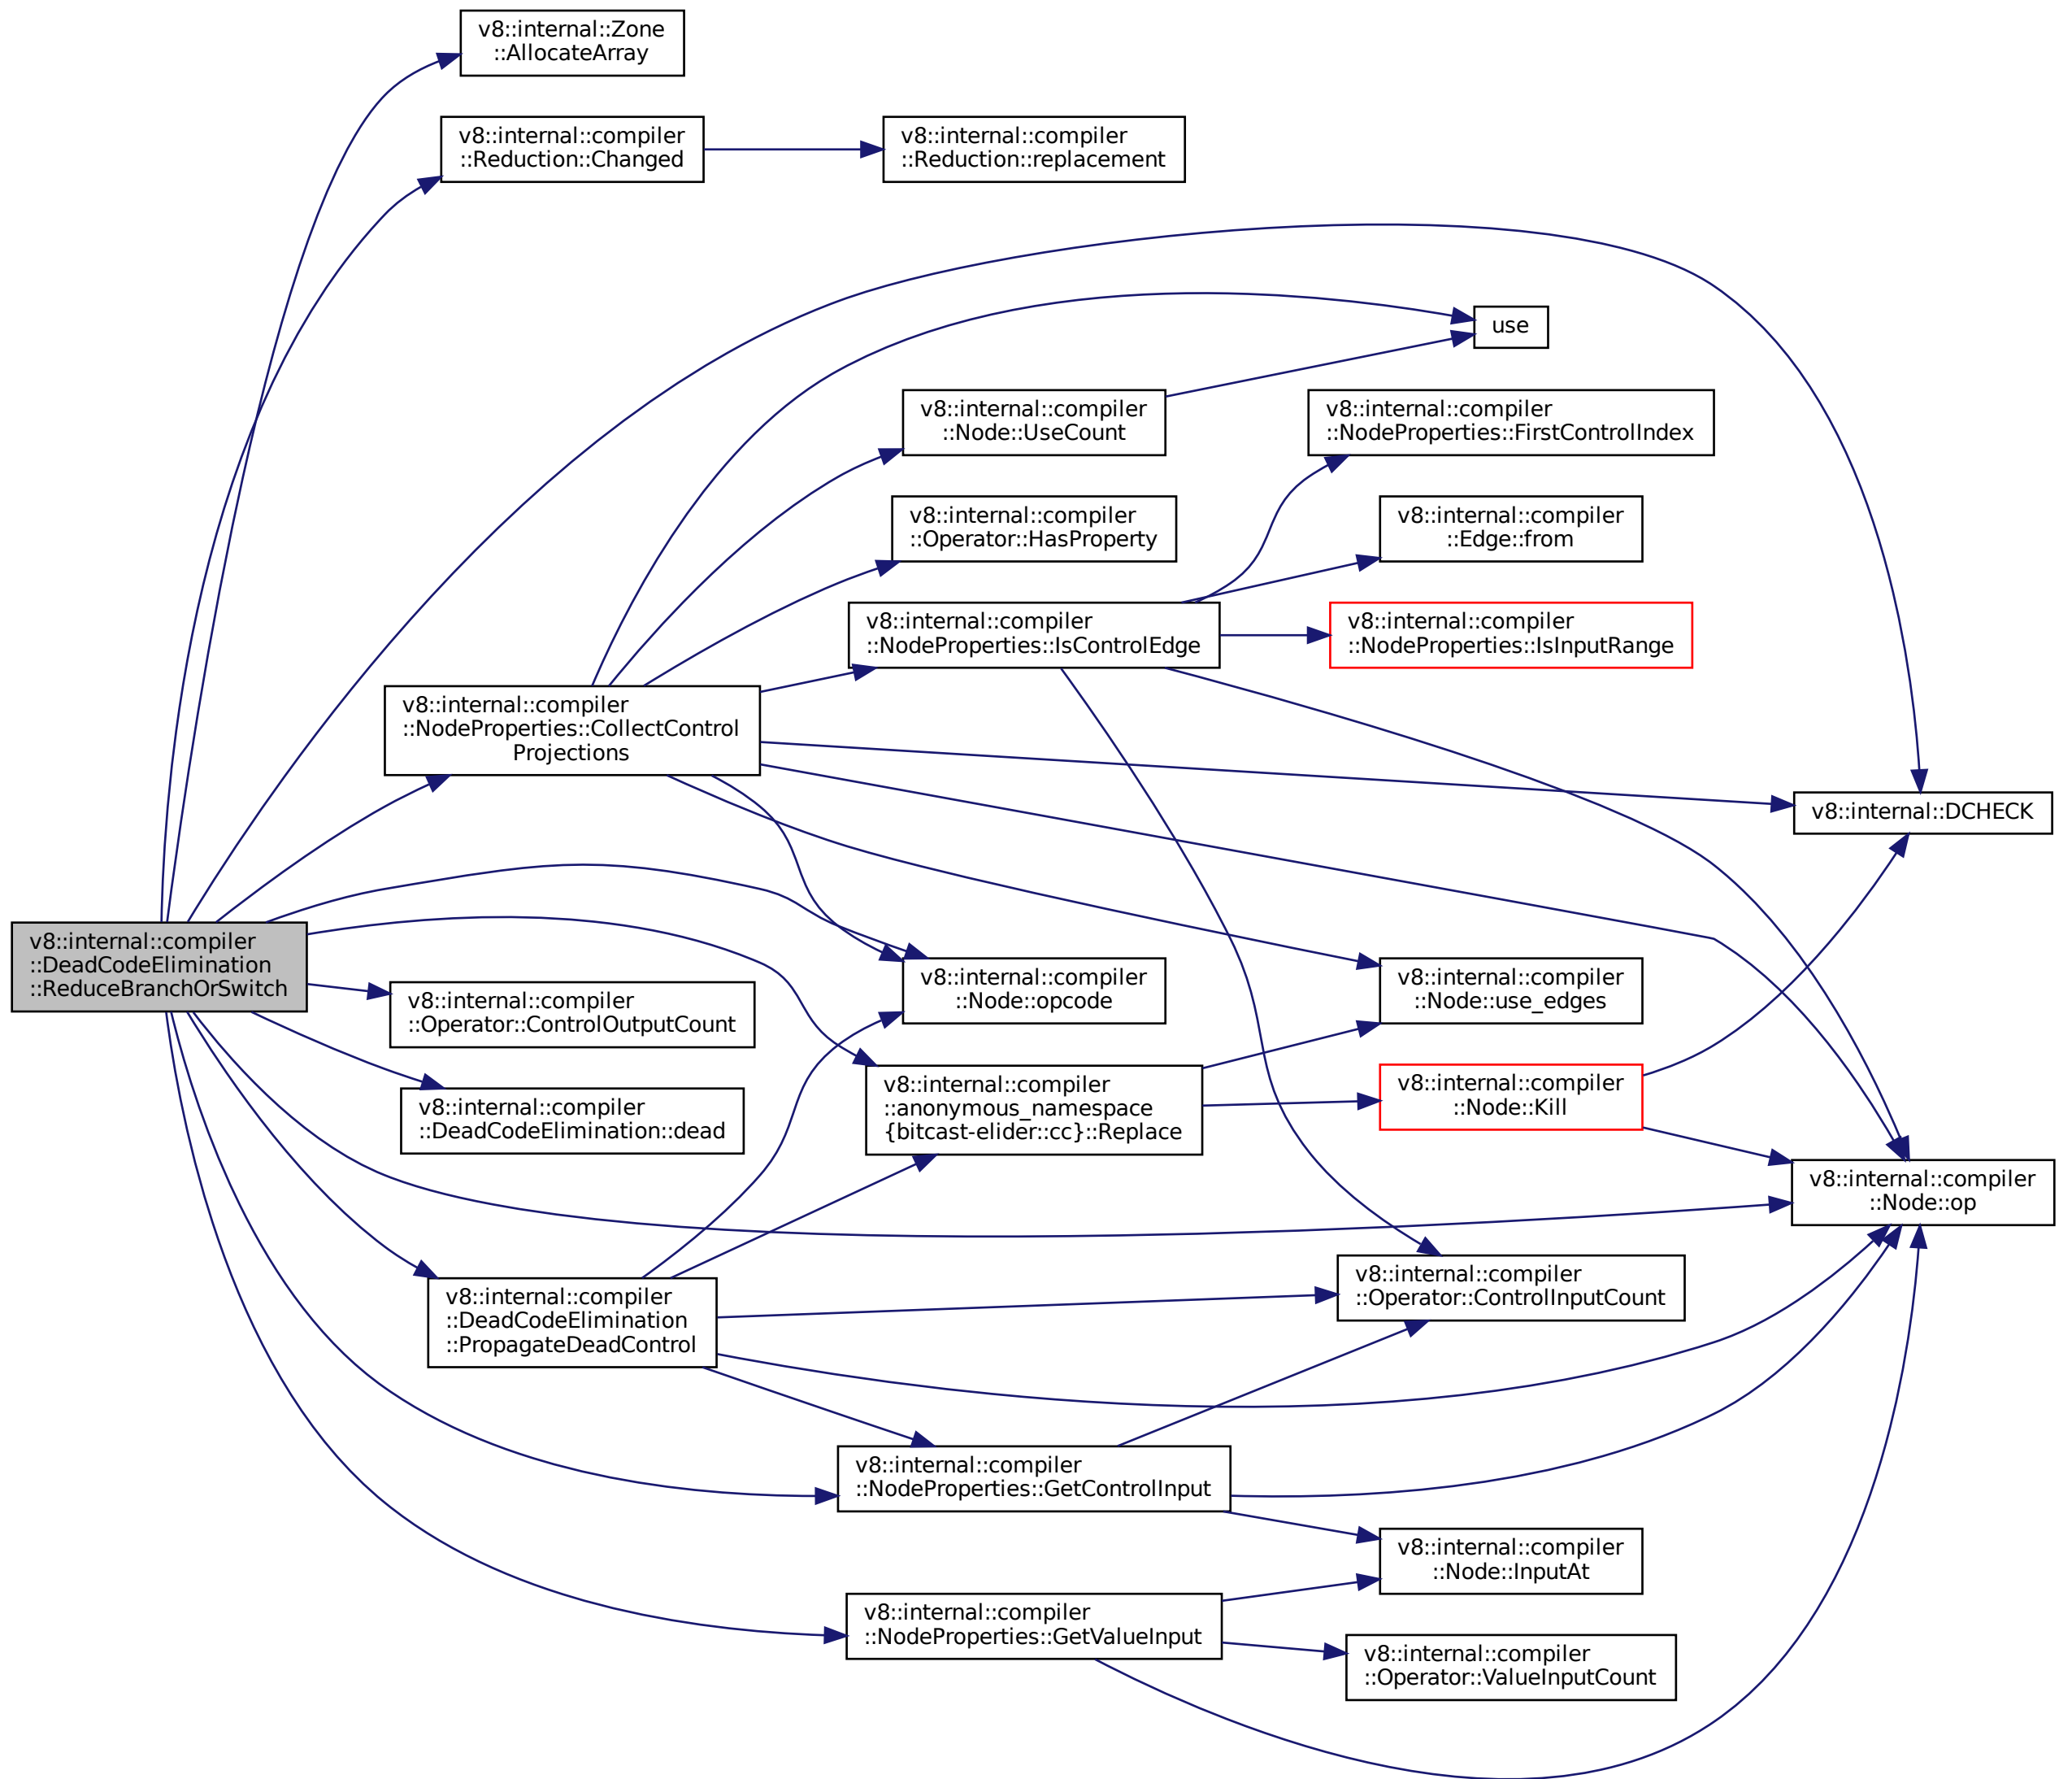 v8::internal::Zone
::AllocateArray
v8::internal::compiler
::Reduction::Changed
v8::internal::compiler
::Reduction::replacement
use
v8::internal::compiler
::Node::UseCount
v8::internal::compiler
::NodeProperties::FirstControlIndex
v8::internal::compiler
::Operator::HasProperty
v8::internal::compiler
::Edge::from
v8::internal::compiler
::NodeProperties::IsControlEdge
v8::internal::compiler
::NodeProperties::IsInputRange
v8::internal::compiler
::NodeProperties::CollectControl
Projections
v8::internal::DCHECK
v8::internal::compiler
::DeadCodeElimination
::ReduceBranchOrSwitch
v8::internal::compiler
::Node::opcode
v8::internal::compiler
::Node::use_edges
v8::internal::compiler
::Operator::ControlOutputCount
v8::internal::compiler
::DeadCodeElimination::dead
v8::internal::compiler
::anonymous_namespace
{bitcast-elider::cc}::Replace
v8::internal::compiler
::Node::Kill
v8::internal::compiler
::Node::op
v8::internal::compiler
::DeadCodeElimination
::PropagateDeadControl
v8::internal::compiler
::Operator::ControlInputCount
v8::internal::compiler
::NodeProperties::GetControlInput
v8::internal::compiler
::Node::InputAt
v8::internal::compiler
::NodeProperties::GetValueInput
v8::internal::compiler
::Operator::ValueInputCount